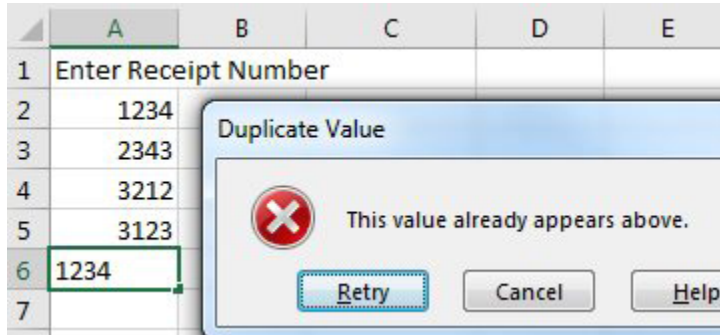 A B C D E
1 Enter Receipt Number
2 1234
3 2343
4 3212
5 3123
6 1234
7
Duplicate Value
This value already appears above.
Retry Cancel Help